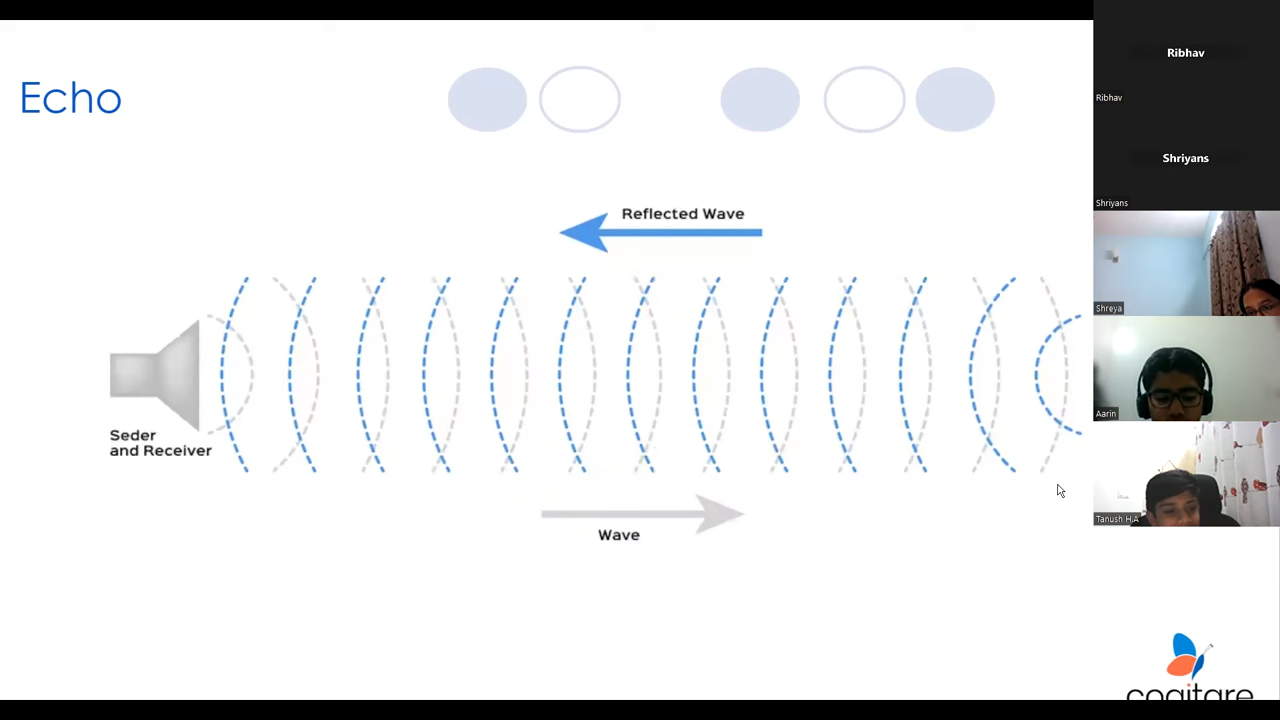 Echo
Reflected Wave
Seder
and Receiver
Wave
Ribhav
Ribhav
Shriyans
Shriyans
Shreya
Aarin
Tanush H.A
cogitare